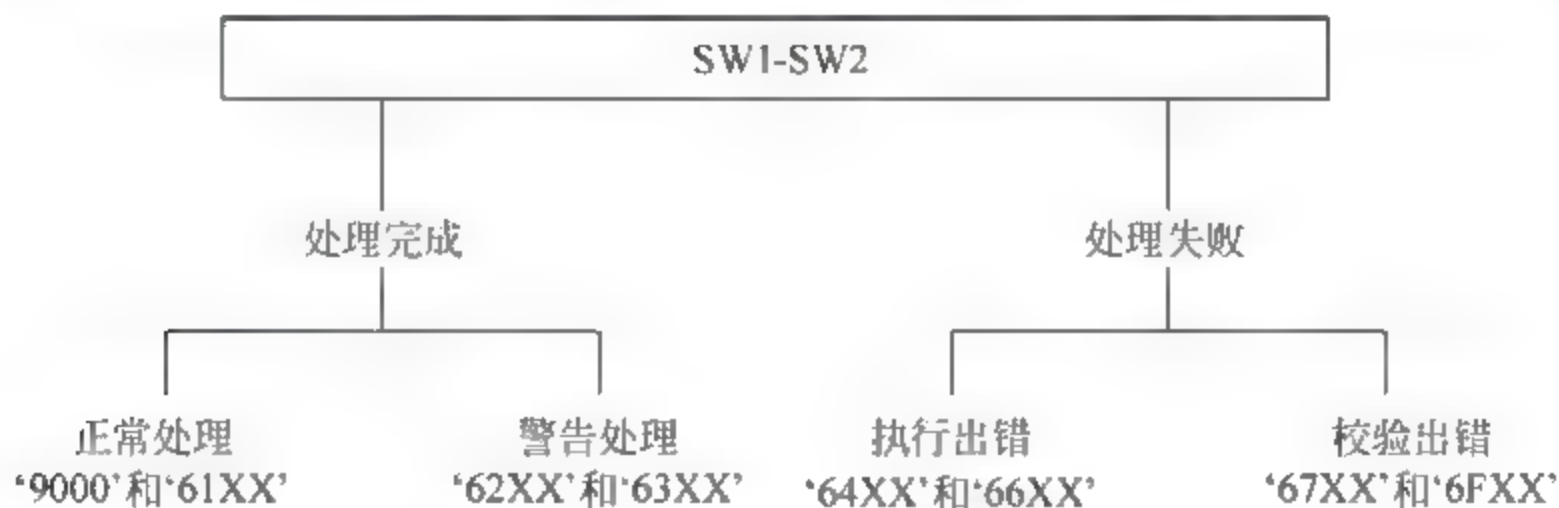 SW1-SW2
处理完成
处理失败
正常处理
‘9000’和‘61XX’
警告处理
‘62XX’和‘63XX’
执行出错
‘64XX’和‘66XX’
校验出错
‘67XX’和‘6FXX’